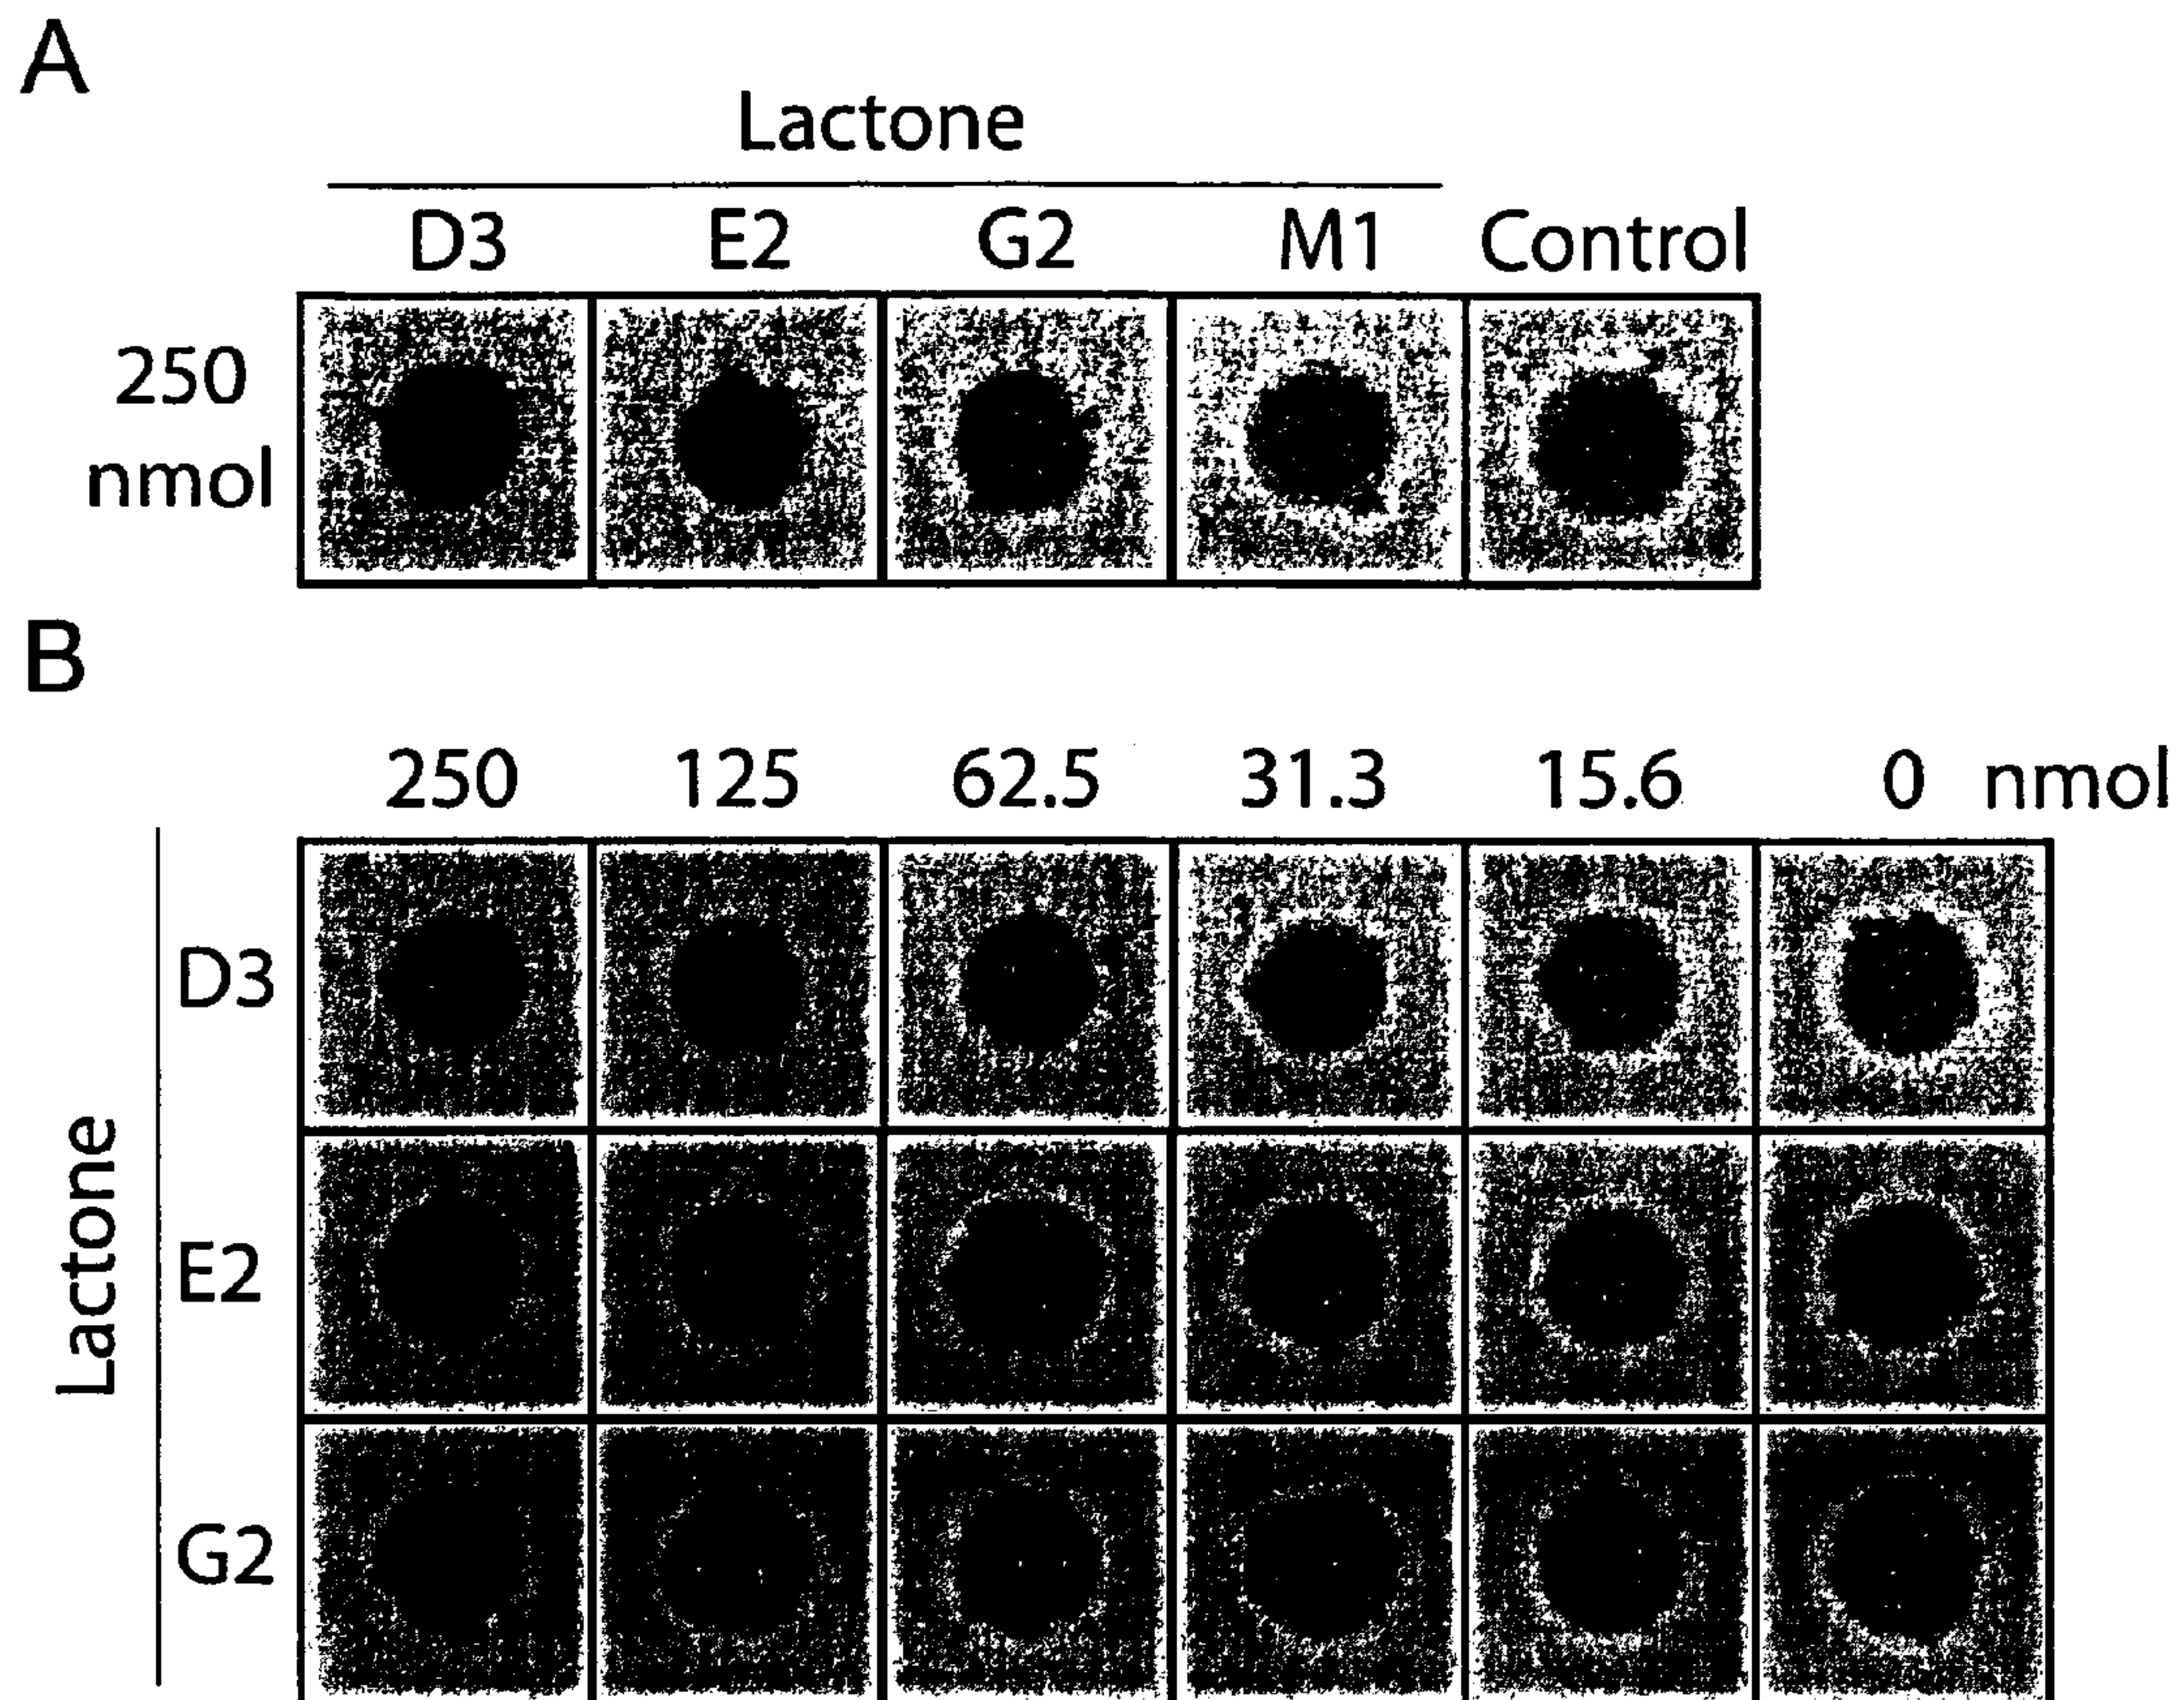 A
Lactone
D3 E2 G2 M1 Control
250
nmol
B
250 125 62.5 31.3 15.6 0 nmol
Lactone
D3
E2
G2